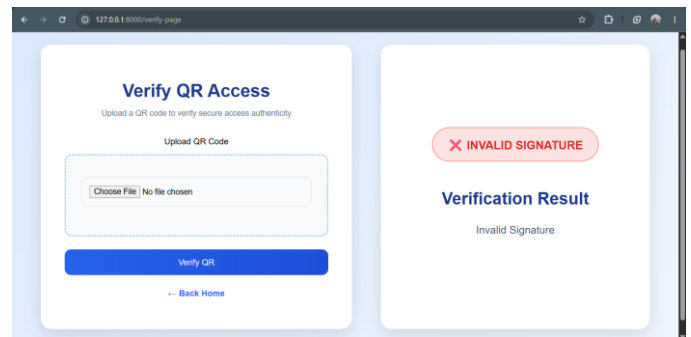 127.0.0.1:8000/verify-page
Verify QR Access
Upload a QR code to verify secure access authenticity
Upload QR Code
Choose File No file chosen
Verify QR
← Back Home
❌ INVALID SIGNATURE
Verification Result
Invalid Signature